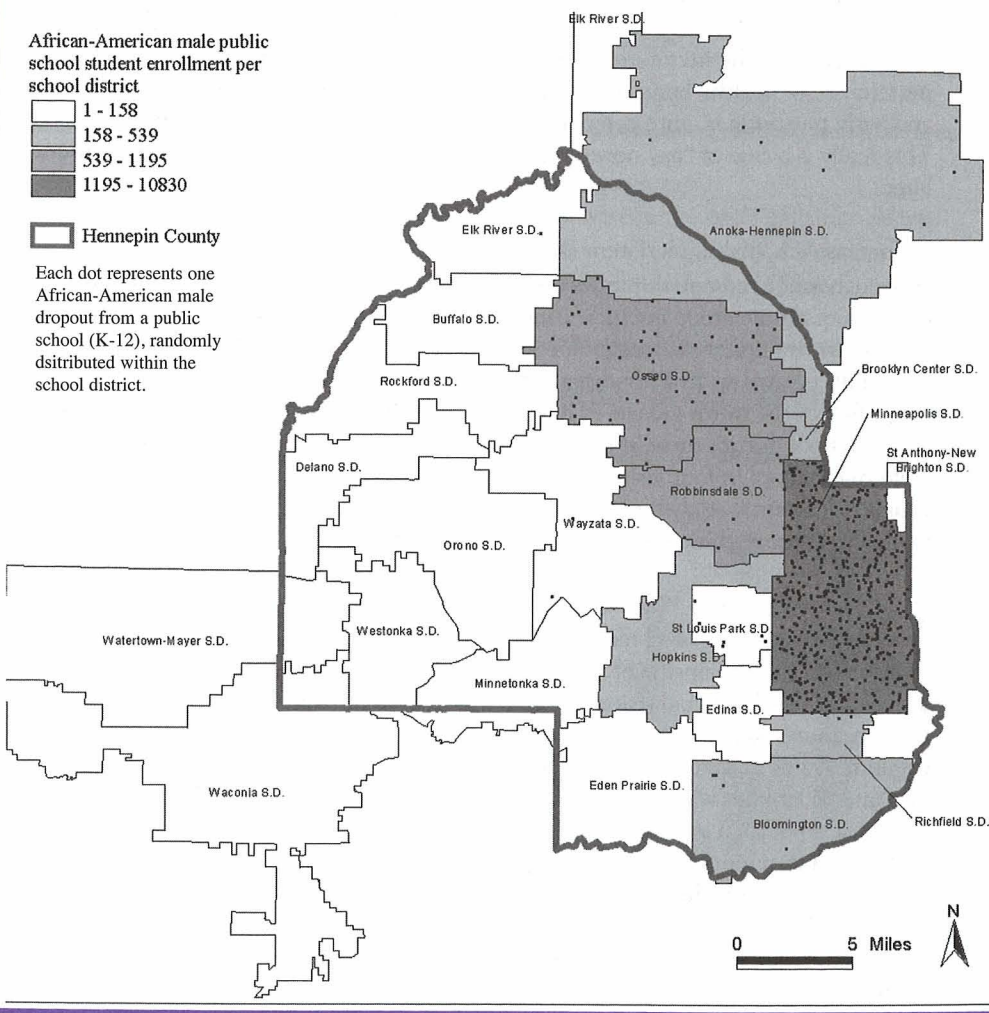 African-American male public
school student enrollment per
school district
1 - 158
158 - 539
539 - 1195
1195 - 10830
Hennepin County
Each dot represents one
African-American male
dropout from a public
school (K-12), randomly
dsitributed within the
school district.
Elk River S.D.
Elk River S.D.
Anoka-Hennepin S.D.
Buffalo S.D.
Rockford S.D.
Osseo S.D.
Brooklyn Center S.D.
Minneapolis S.D.
St Anthony-New
Brighton S.D.
Delano S.D.
Robbinsdale S.D.
Wayzata S.D.
Orono S.D.
Watertown-Mayer S.D.
Westonka S.D.
St Louis Park S.D.
Hopkins S.D.
Minnetonka S.D.
Edina S.D.
Waconia S.D.
Eden Prairie S.D.
Bloomington S.D.
Richfield S.D.
N
0 5 Miles